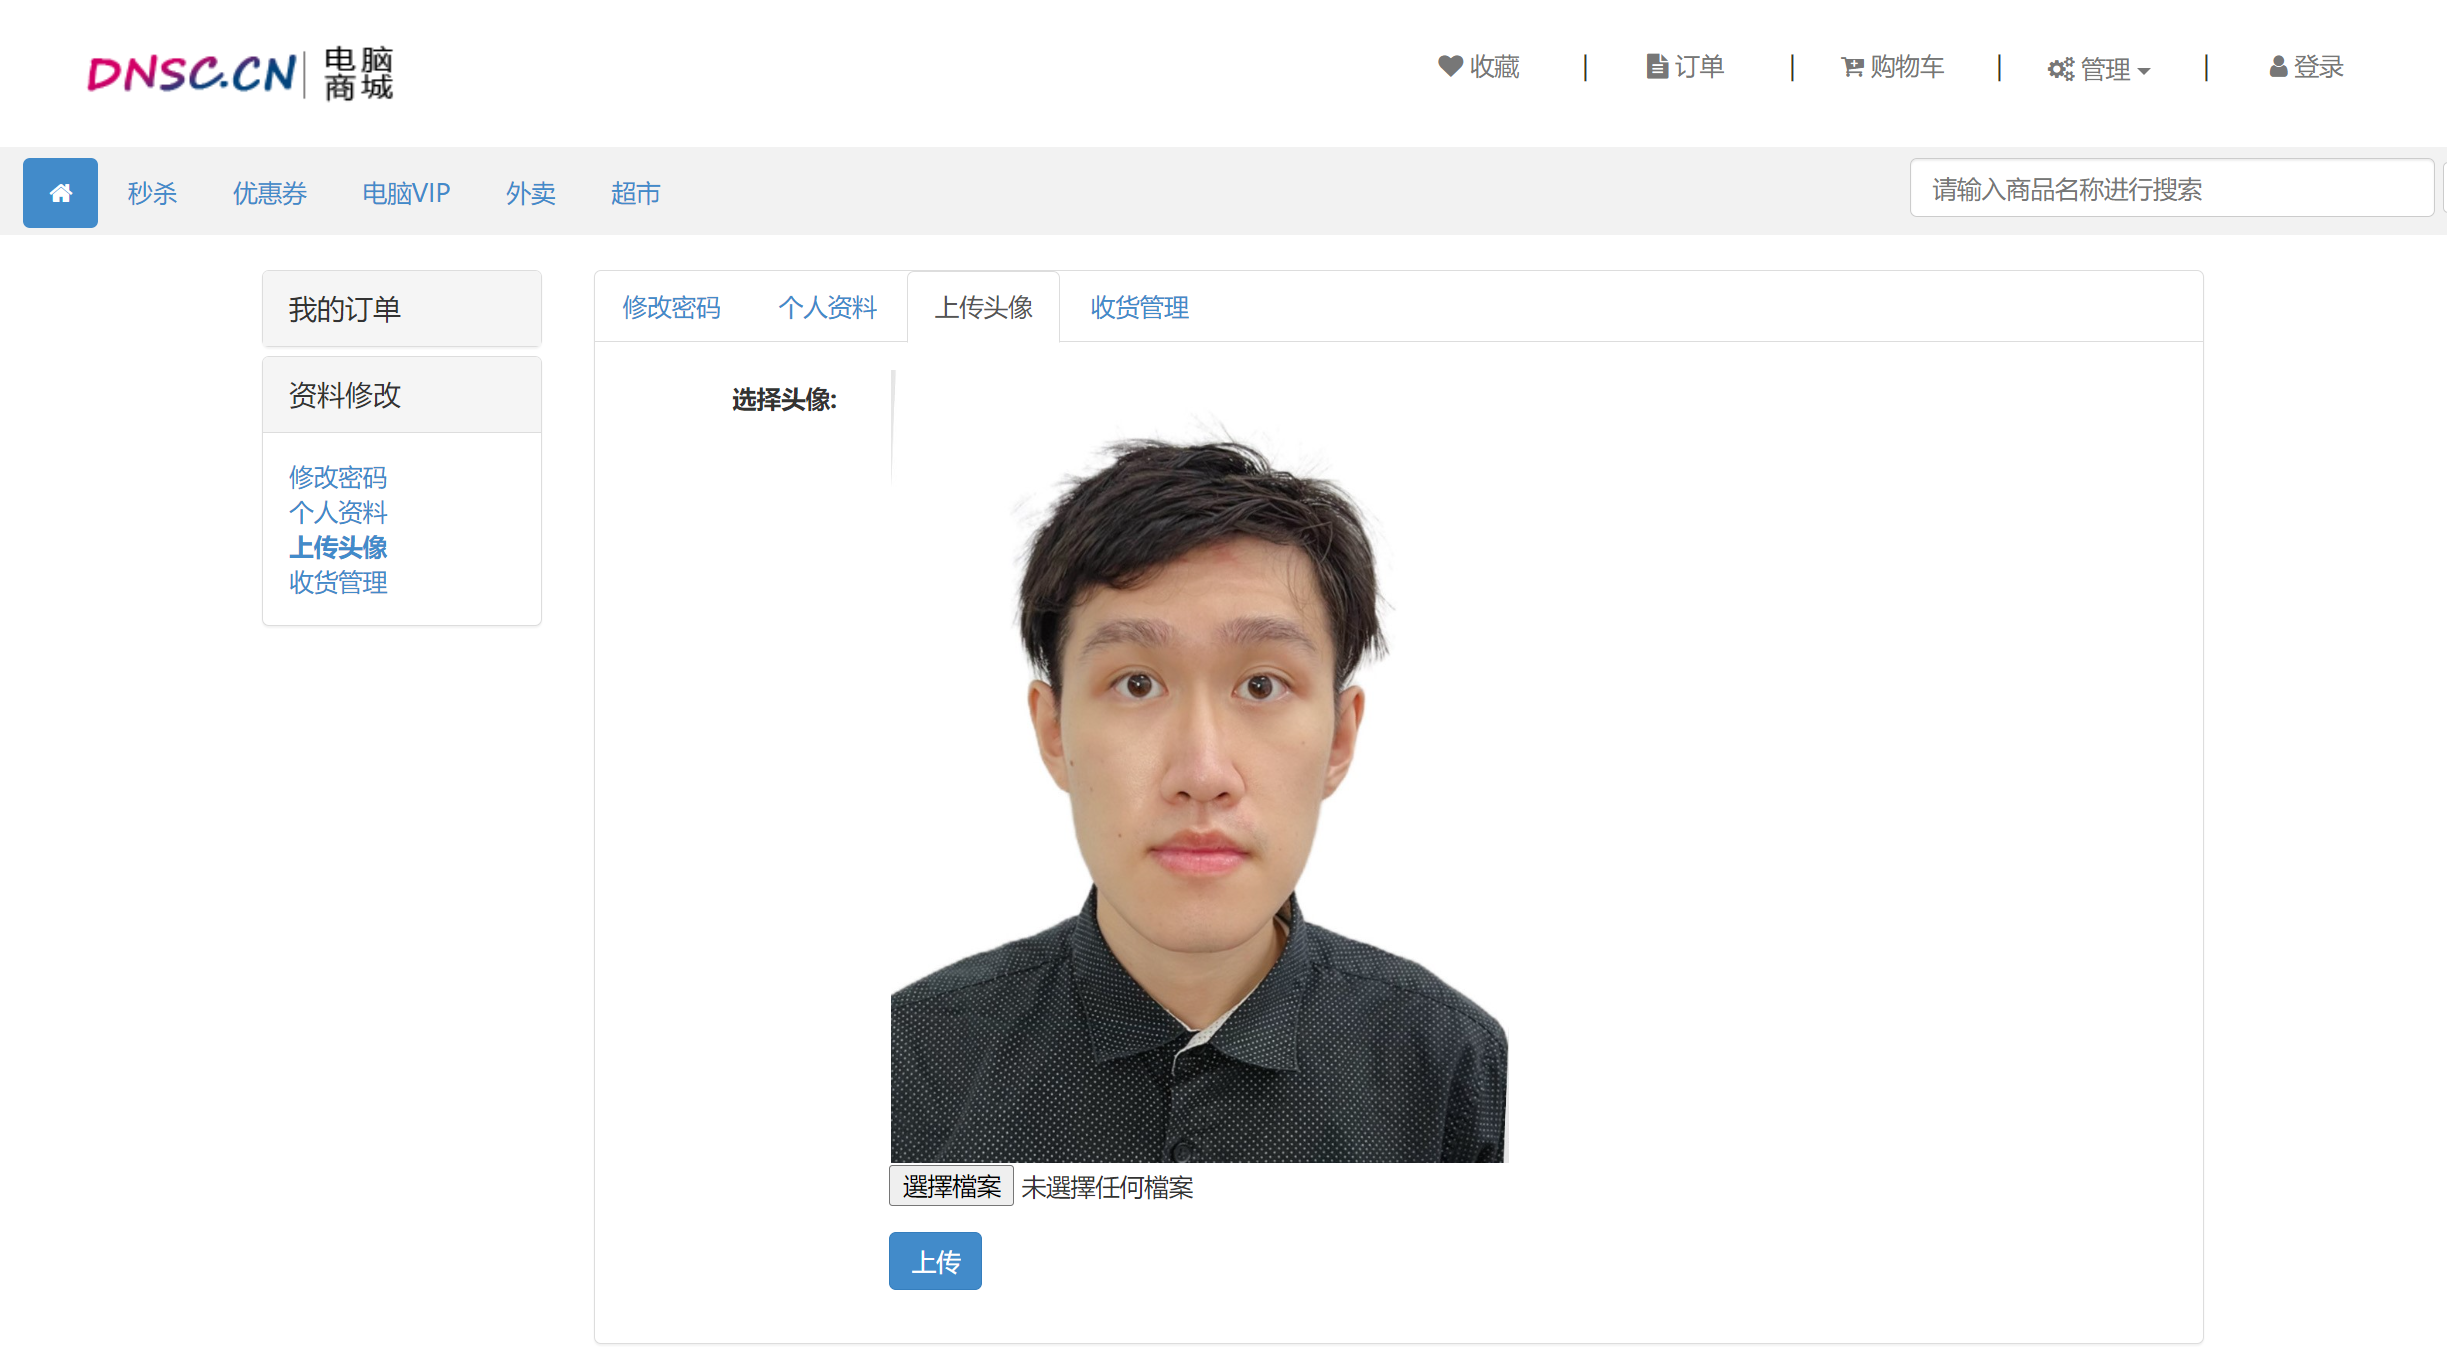 DNSC.CN 电脑商城
收藏 | 订单 | 购物车 | 管理 | 登录
秒杀 优惠券 电脑VIP 外卖 超市 请输入商品名称进行搜索
我的订单
资料修改
修改密码
个人资料
上传头像
收货管理
修改密码 个人资料 上传头像 收货管理
选择头像:
選擇檔案 未選擇任何檔案
上传